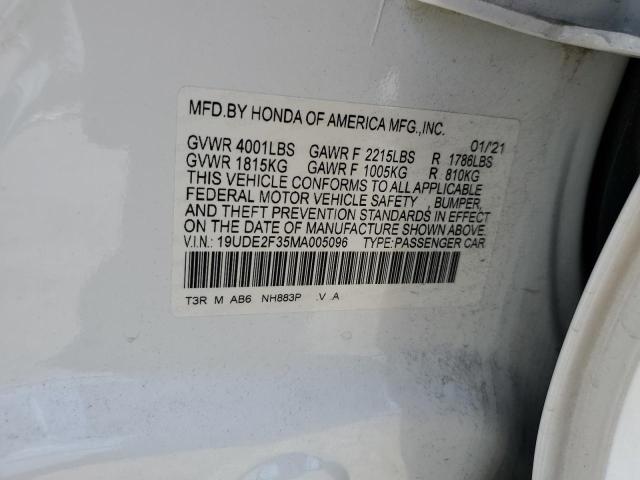 MFD.BY HONDA OF AMERICA MFG.,INC.
01/21
GVWR 4001LBS GAWR F 2215LBS R 1786LBS
GVWR 1815KG GAWR F 1005KG R 810KG
THIS VEHICLE CONFORMS TO ALL APPLICABLE
FEDERAL MOTOR VEHICLE SAFETY , BUMPER,
AND THEFT PREVENTION STANDARDS IN EFFECT
ON THE DATE OF MANUFACTURE SHOWN ABOVE.
V.I.N.: 19UDE2F35MA005096 TYPE:PASSENGER CAR
T3R M AB6 NH883P .V .A